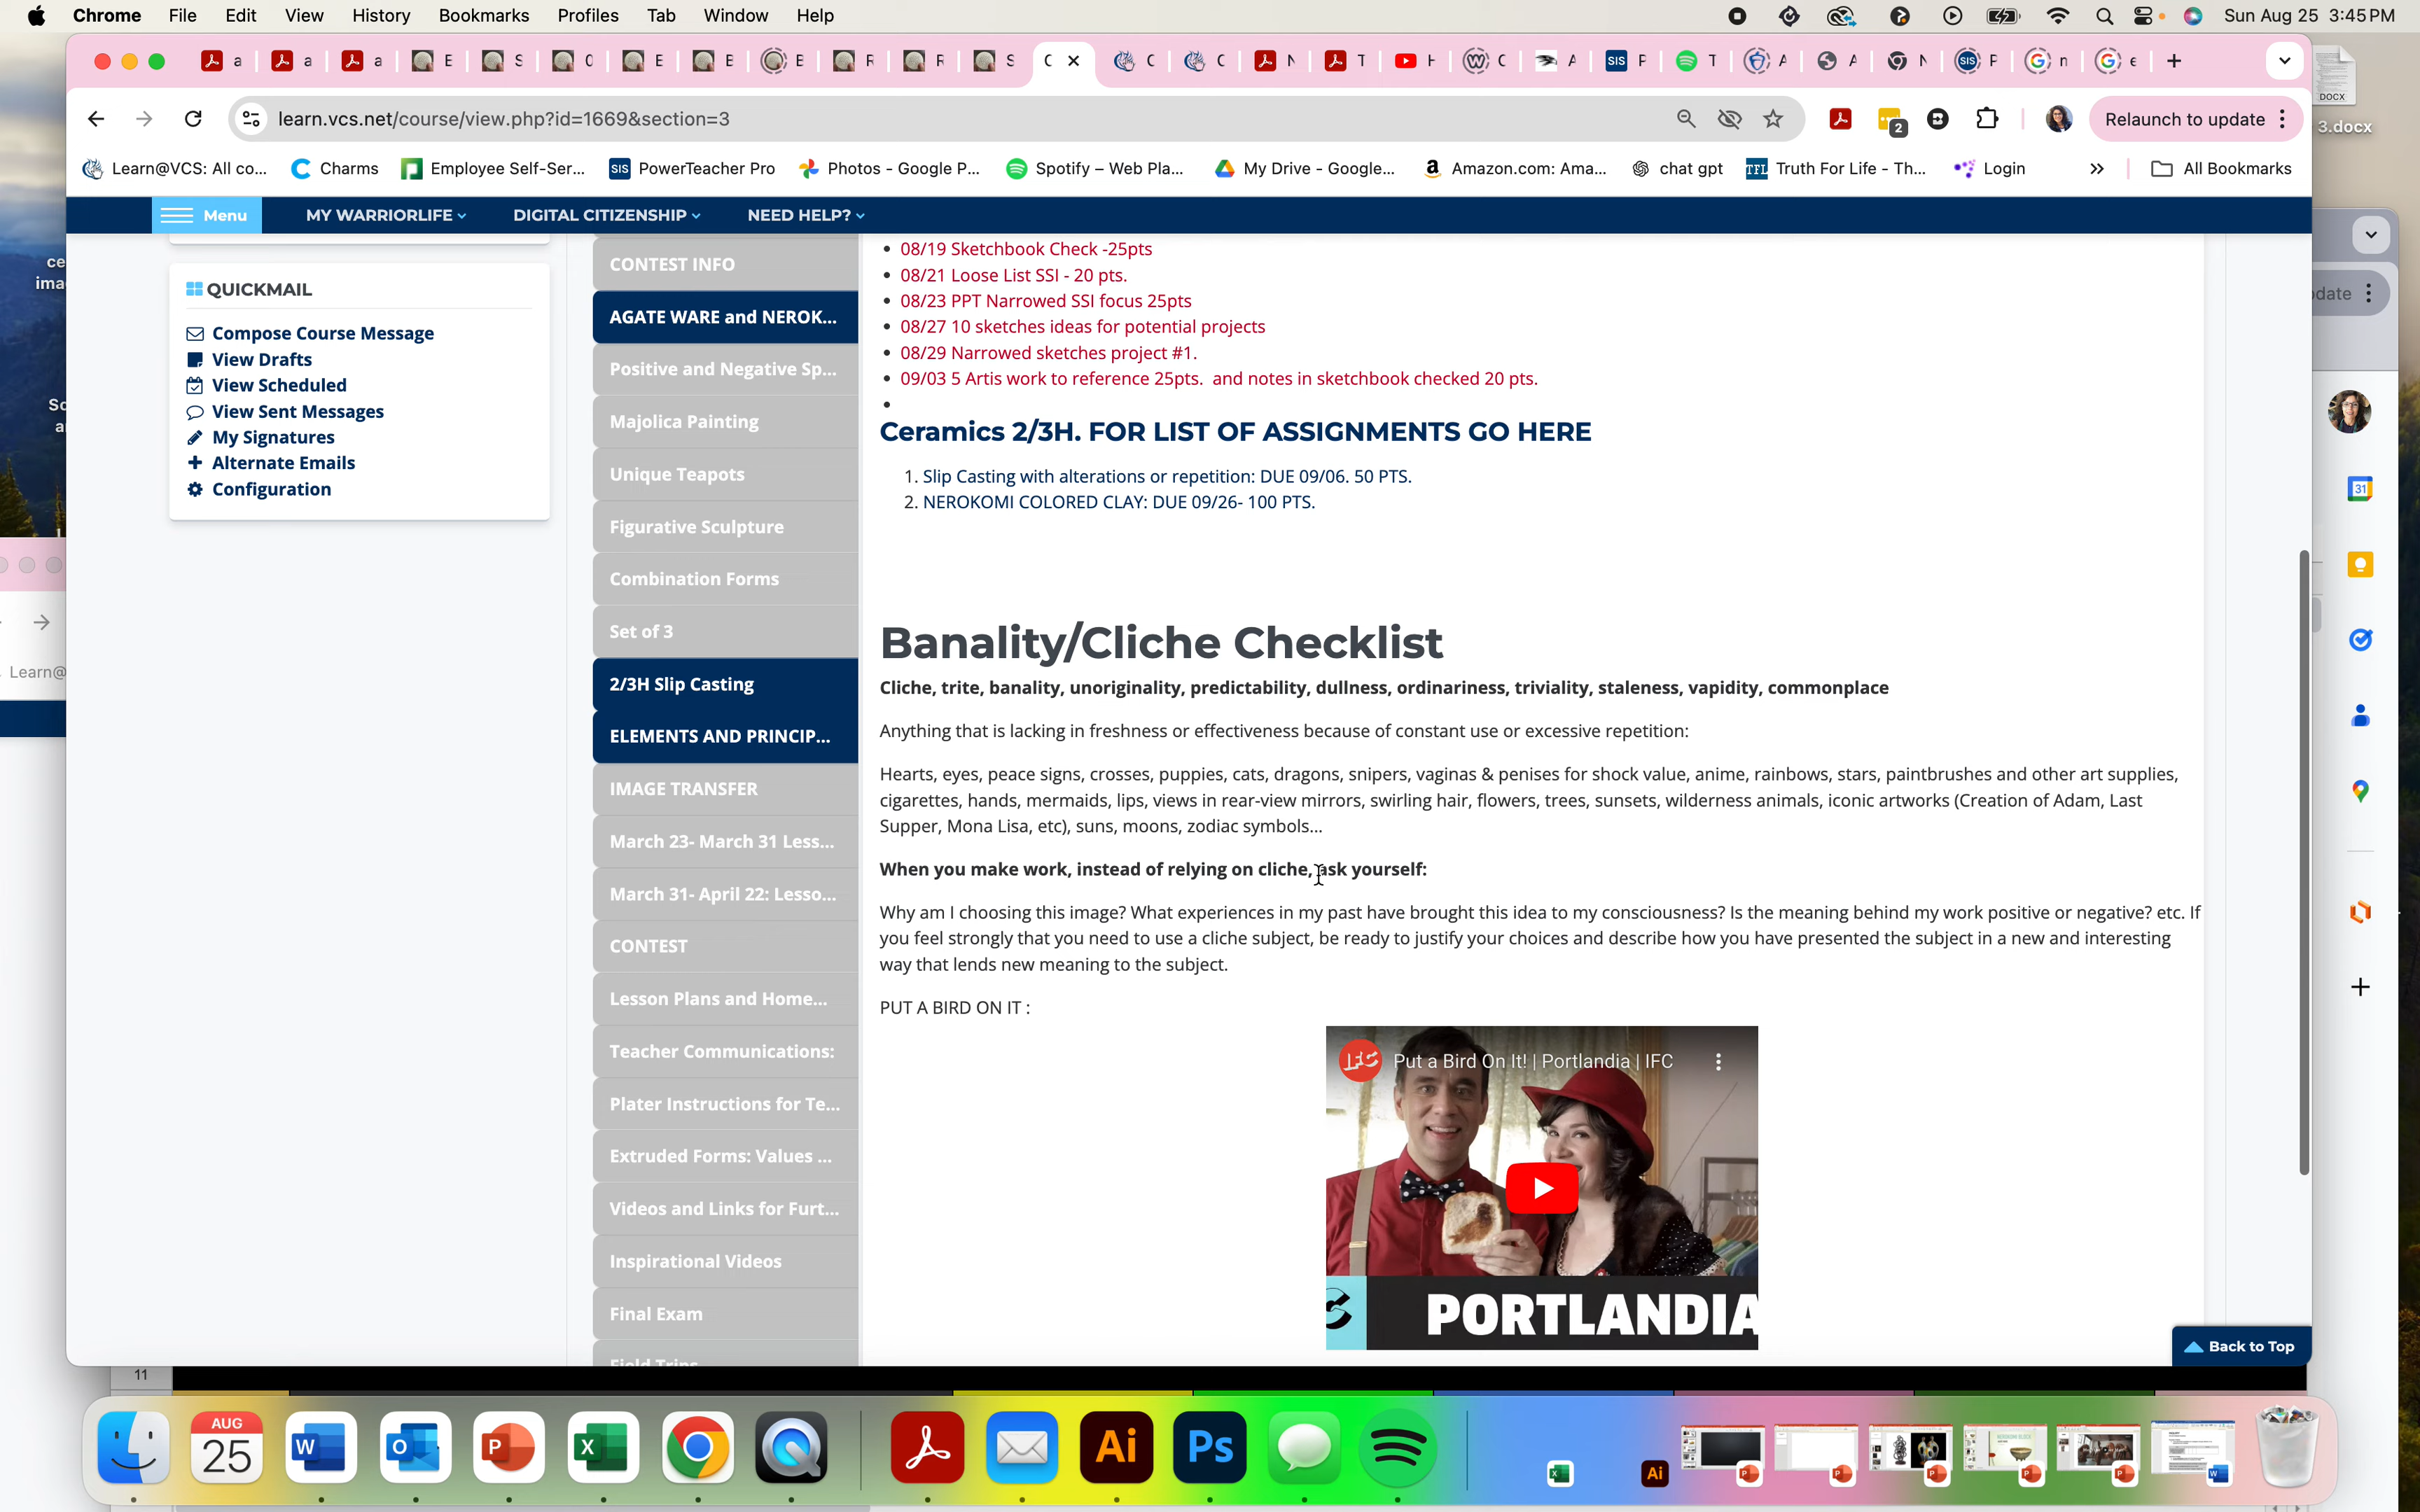 Chrome File Edit View History Bookmarks Profiles Tab Window Help
Sun Aug 25 3:45 PM
a a a E S C E E E R R S C C C N T H C A SIS P T A A N SIS P n e
learn.vcs.net/course/view.php?id=1669&section=3
2
Relaunch to update
DOCX
3.docx
Learn@VCS: All co...
Charms
Employee Self-Ser...
SIS PowerTeacher Pro
Photos - Google P...
Spotify – Web Pla...
My Drive - Google...
Amazon.com: Ama...
chat gpt
TFL Truth For Life - Th...
Login
All Bookmarks
Menu
MY WARRIORLIFE
DIGITAL CITIZENSHIP
NEED HELP?
QUICKMAIL
Compose Course Message
View Drafts
View Scheduled
View Sent Messages
My Signatures
Alternate Emails
Configuration
CONTEST INFO
AGATE WARE and NEROK...
Positive and Negative Sp...
Majolica Painting
Unique Teapots
Figurative Sculpture
Combination Forms
Set of 3
2/3H Slip Casting
ELEMENTS AND PRINCIP...
IMAGE TRANSFER
March 23- March 31 Less...
March 31- April 22: Lesso...
CONTEST
Lesson Plans and Home...
Teacher Communications:
Plater Instructions for Te...
Extruded Forms: Values ...
Videos and Links for Furt...
Inspirational Videos
Final Exam
Field Trips
08/19 Sketchbook Check -25pts
08/21 Loose List SSI - 20 pts.
08/23 PPT Narrowed SSI focus 25pts
08/27 10 sketches ideas for potential projects
08/29 Narrowed sketches project #1.
09/03 5 Artis work to reference 25pts. and notes in sketchbook checked 20 pts.
Ceramics 2/3H. FOR LIST OF ASSIGNMENTS GO HERE
1. Slip Casting with alterations or repetition: DUE 09/06. 50 PTS.
2. NEROKOMI COLORED CLAY: DUE 09/26- 100 PTS.
Banality/Cliche Checklist
Cliche, trite, banality, unoriginality, predictability, dullness, ordinariness, triviality, staleness, vapidity, commonplace
Anything that is lacking in freshness or effectiveness because of constant use or excessive repetition:
Hearts, eyes, peace signs, crosses, puppies, cats, dragons, snipers, vaginas & penises for shock value, anime, rainbows, stars, paintbrushes and other art supplies,
cigarettes, hands, mermaids, lips, views in rear-view mirrors, swirling hair, flowers, trees, sunsets, wilderness animals, iconic artworks (Creation of Adam, Last
Supper, Mona Lisa, etc), suns, moons, zodiac symbols...
When you make work, instead of relying on cliche, ask yourself:
Why am I choosing this image? What experiences in my past have brought this idea to my consciousness? Is the meaning behind my work positive or negative? etc. If
you feel strongly that you need to use a cliche subject, be ready to justify your choices and describe how you have presented the subject in a new and interesting
way that lends new meaning to the subject.
PUT A BIRD ON IT :
IFC Put a Bird On It! | Portlandia | IFC
PORTLANDIA
Back to Top
Learn@
date
31
11
AUG
25
W
O
P
X
Ai
Ps